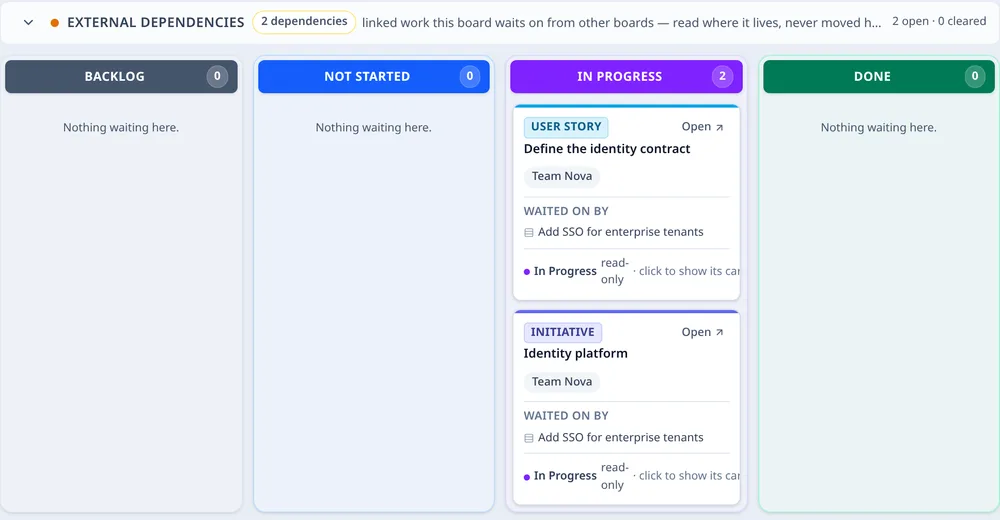 EXTERNAL DEPENDENCIES 2 dependencies linked work this board waits on from other boards — read where it lives, never moved h... 2 open · 0 cleared
BACKLOG 0
Nothing waiting here.
NOT STARTED 0
Nothing waiting here.
IN PROGRESS 2
USER STORY Open ↗
Define the identity contract
Team Nova
WAITED ON BY
Add SSO for enterprise tenants
In Progress read-only · click to show its car
INITIATIVE Open ↗
Identity platform
Team Nova
WAITED ON BY
Add SSO for enterprise tenants
In Progress read-only · click to show its car
DONE 0
Nothing waiting here.